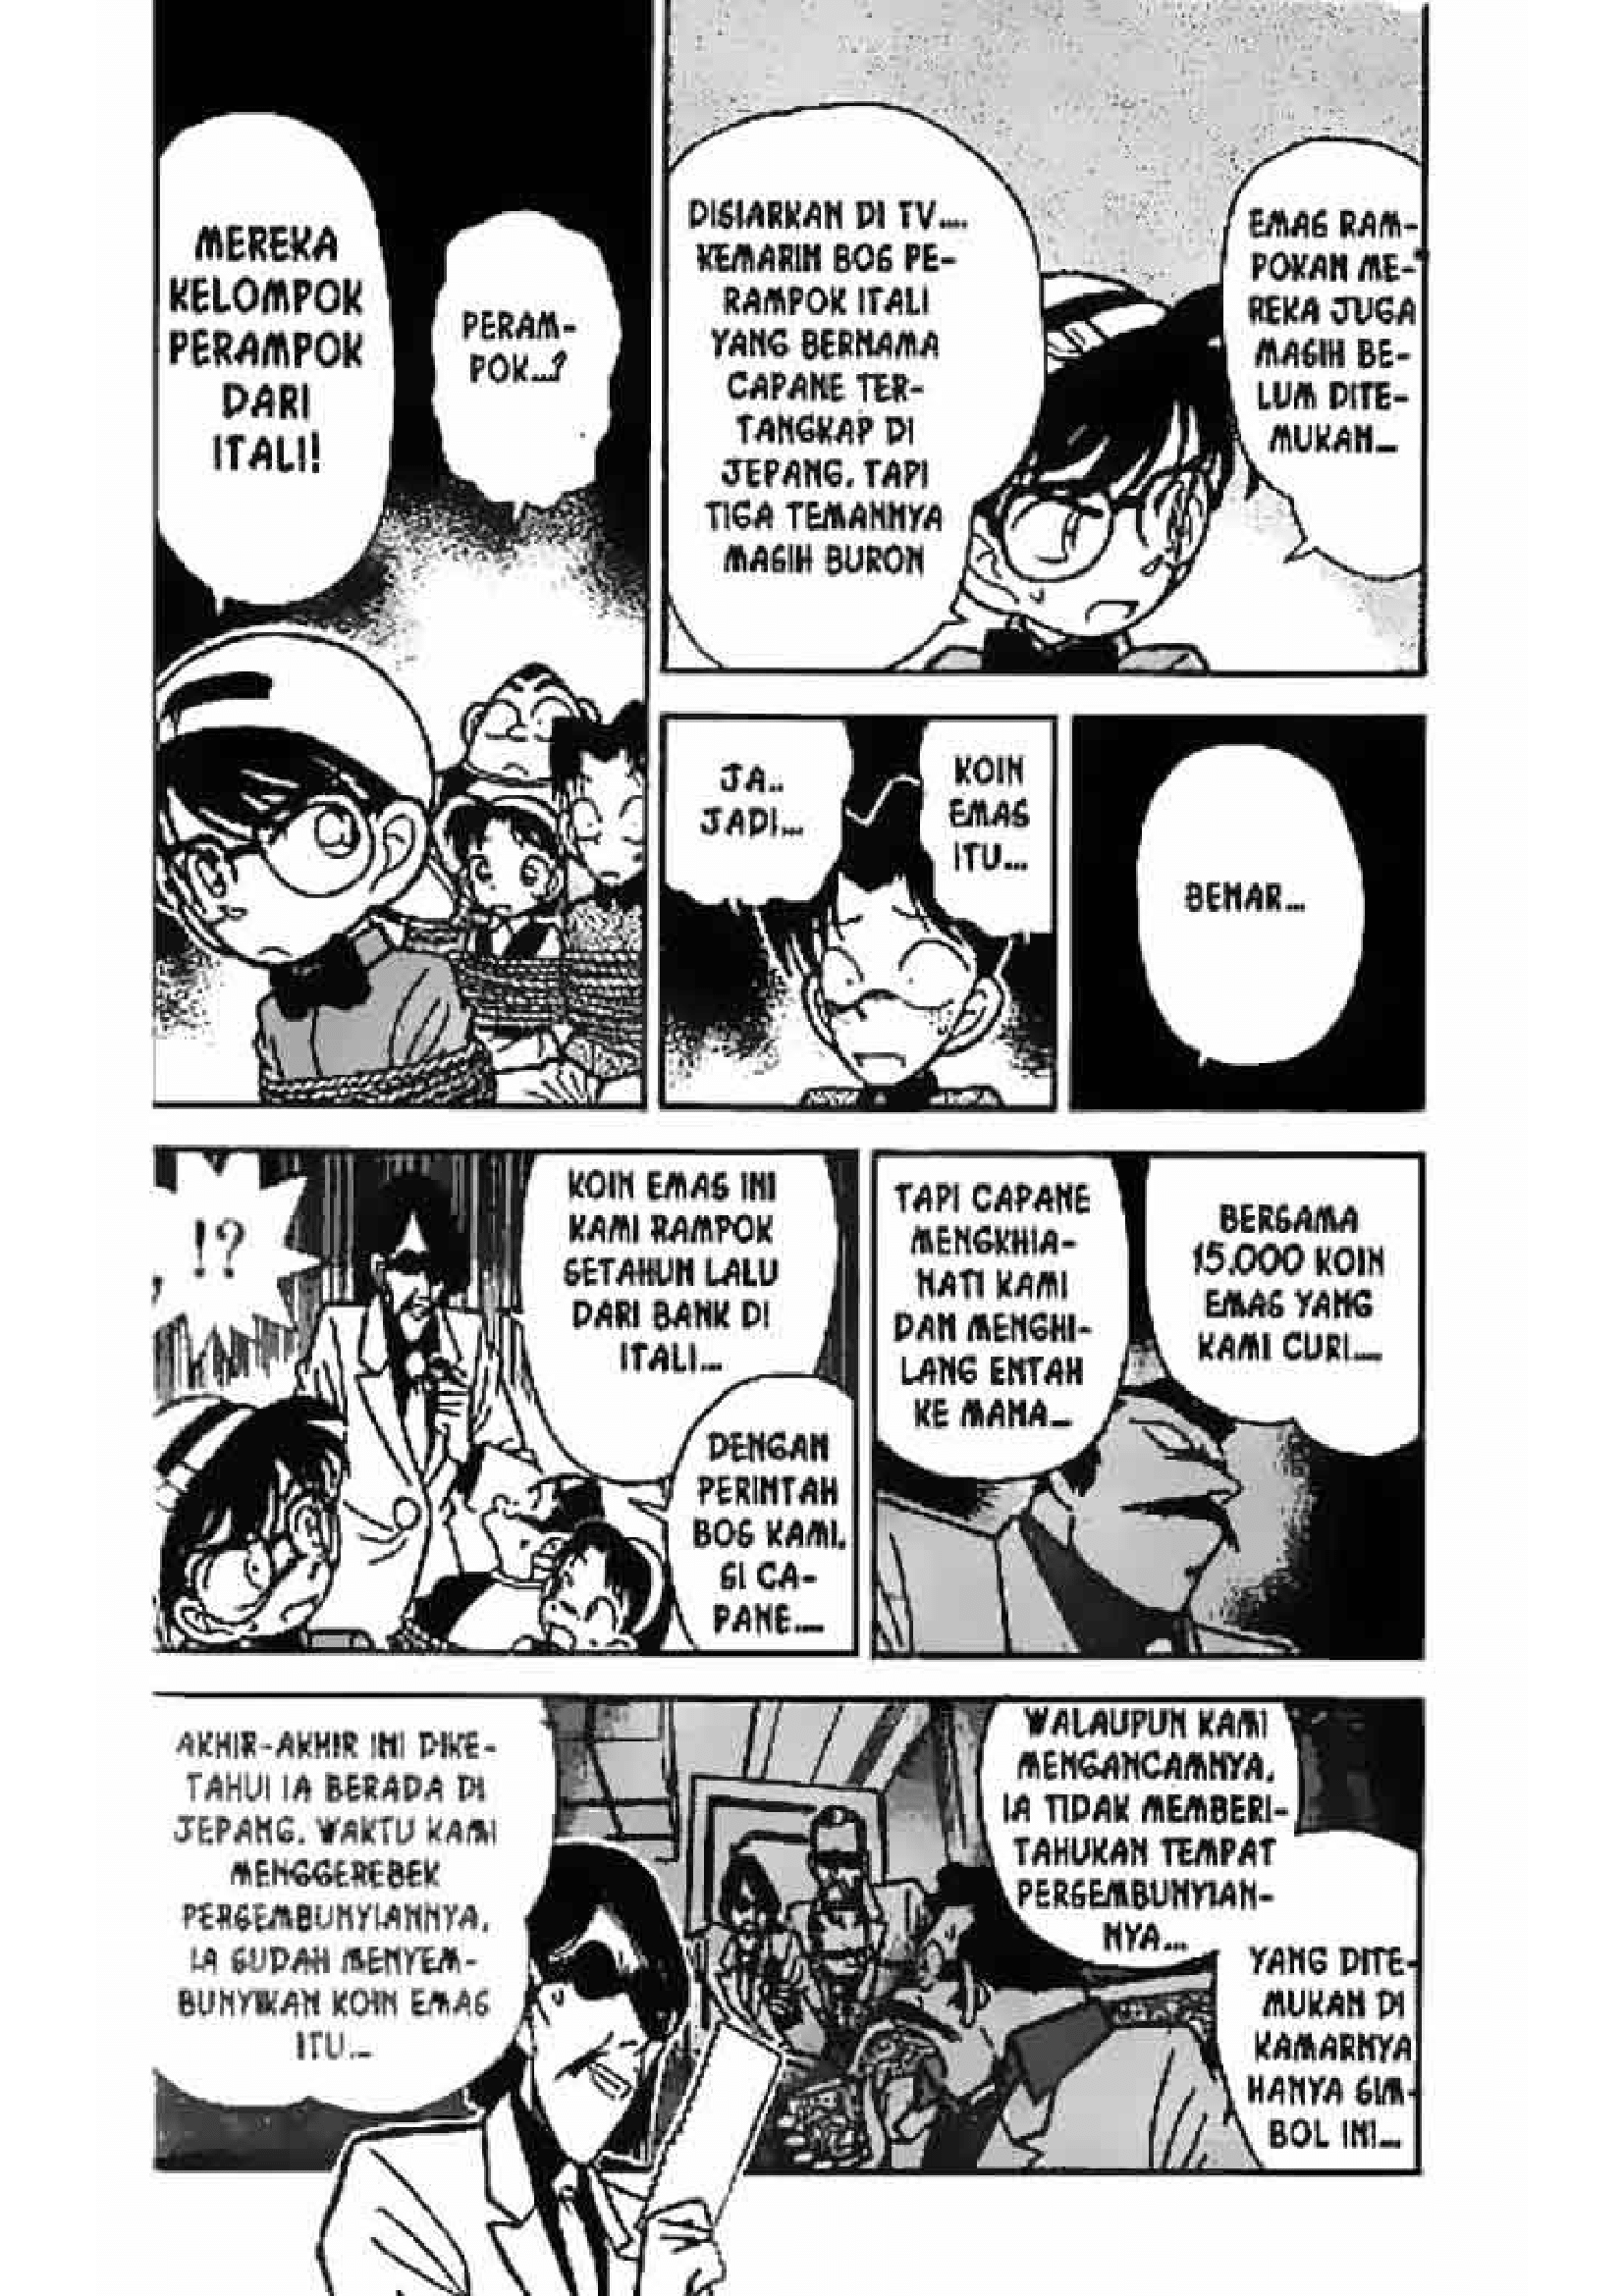 MEREKA
KELOMPOK
PERAMPOK
DARI
ITALI!
PERAM-
POK...?
DISIARKAN DI TV....
KEMARIN BOS PE-
RAMPOK ITALI
YANG BERNAMA
CAPANE TER-
TANGKAP DI
JEPANG. TAPI
TIGA TEMANNYA
MASIH BURON
EMAS RAM-
POKAN ME-
REKA JUGA
MASIH BE-
LUM DITE-
MUKAN...
JA..
JADI...
KOIN
EMAS
ITU...
BENAR...
!?
KOIN EMAS INI
KAMI RAMPOK
SETAHUN LALU
DARI BANK DI
ITALI...
DENGAN
PERINTAH
BOS KAMI,
SI CA-
PANE....
TAPI CAPANE
MENGKHIA-
NATI KAMI
DAN MENGHI-
LANG ENTAH
KE MANA...
BERSAMA
15.000 KOIN
EMAS YANG
KAMI CURI....
AKHIR-AKHIR INI DIKE-
TAHUI IA BERADA DI
JEPANG. WAKTU KAMI
MENGGEREBEK
PERSEMBUNYIANNYA,
IA SUDAH MENYEM-
BUNYIKAN KOIN EMAS
ITU...
WALAUPUN KAMI
MENGANCAMNYA,
IA TIDAK MEMBERI-
TAHUKAN TEMPAT
PERSEMBUNYIAN-
NYA...
YANG DITE-
MUKAN DI
KAMARNYA
HANYA SIM-
BOL INI...